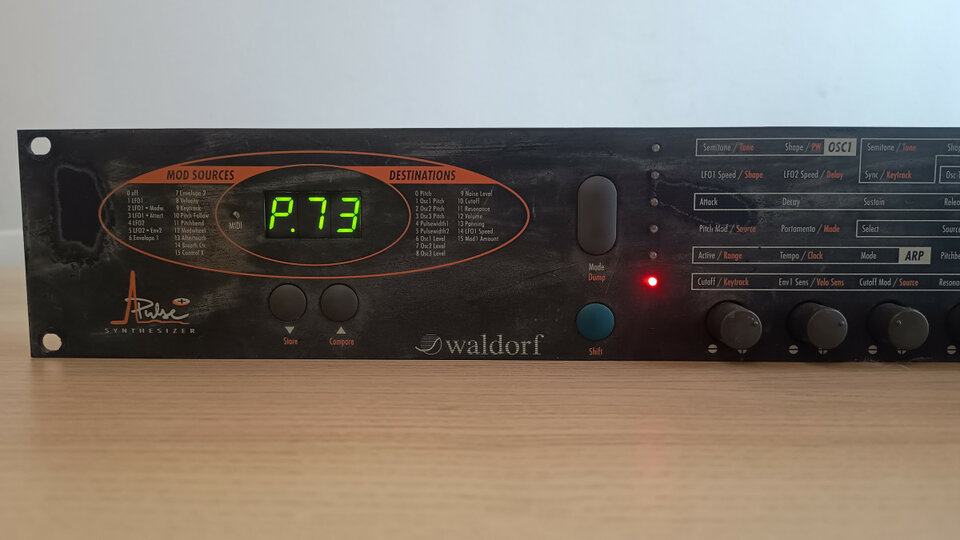 MOD SOURCES
DESTINATIONS
0 off
1 LFO1
2 LFO1 • Modw.
3 LFO1 • Aftert.
4 LFO2
5 LFO2 • Env2
6 Envelope 1
7 Envelope 2
8 Velocity
9 Keytrack
10 Pitch Follow
11 Pitchbend
12 Modwheel
13 Aftertouch
14 Breath Ctr.
15 Control X
MIDI
P.73
0 Pitch
1 Osc1 Pitch
2 Osc2 Pitch
3 Osc3 Pitch
4 Pulsewidth1
5 Pulsewidth2
6 Osc1 Level
7 Osc2 Level
8 Osc3 Level
9 Noise Level
10 Cutoff
11 Resonance
12 Volume
13 Panning
14 LFO1 Speed
15 Mod1 Amount
Pulse +
SYNTHESIZER
Store
Compare
waldorf
Mode
Dump
Shift
Semitone / Tune Shape / PW OSC1 Semitone / Tune
LFO1 Speed / Shape LFO2 Speed / Delay Sync / Keytrack
Attack Decay Sustain
Pitch Mod / Source Portamento / Mode Select
Active / Range Tempo / Clock Mode ARP
Cutoff / Keytrack Env1 Sens / Velo Sens Cutoff Mod / Source